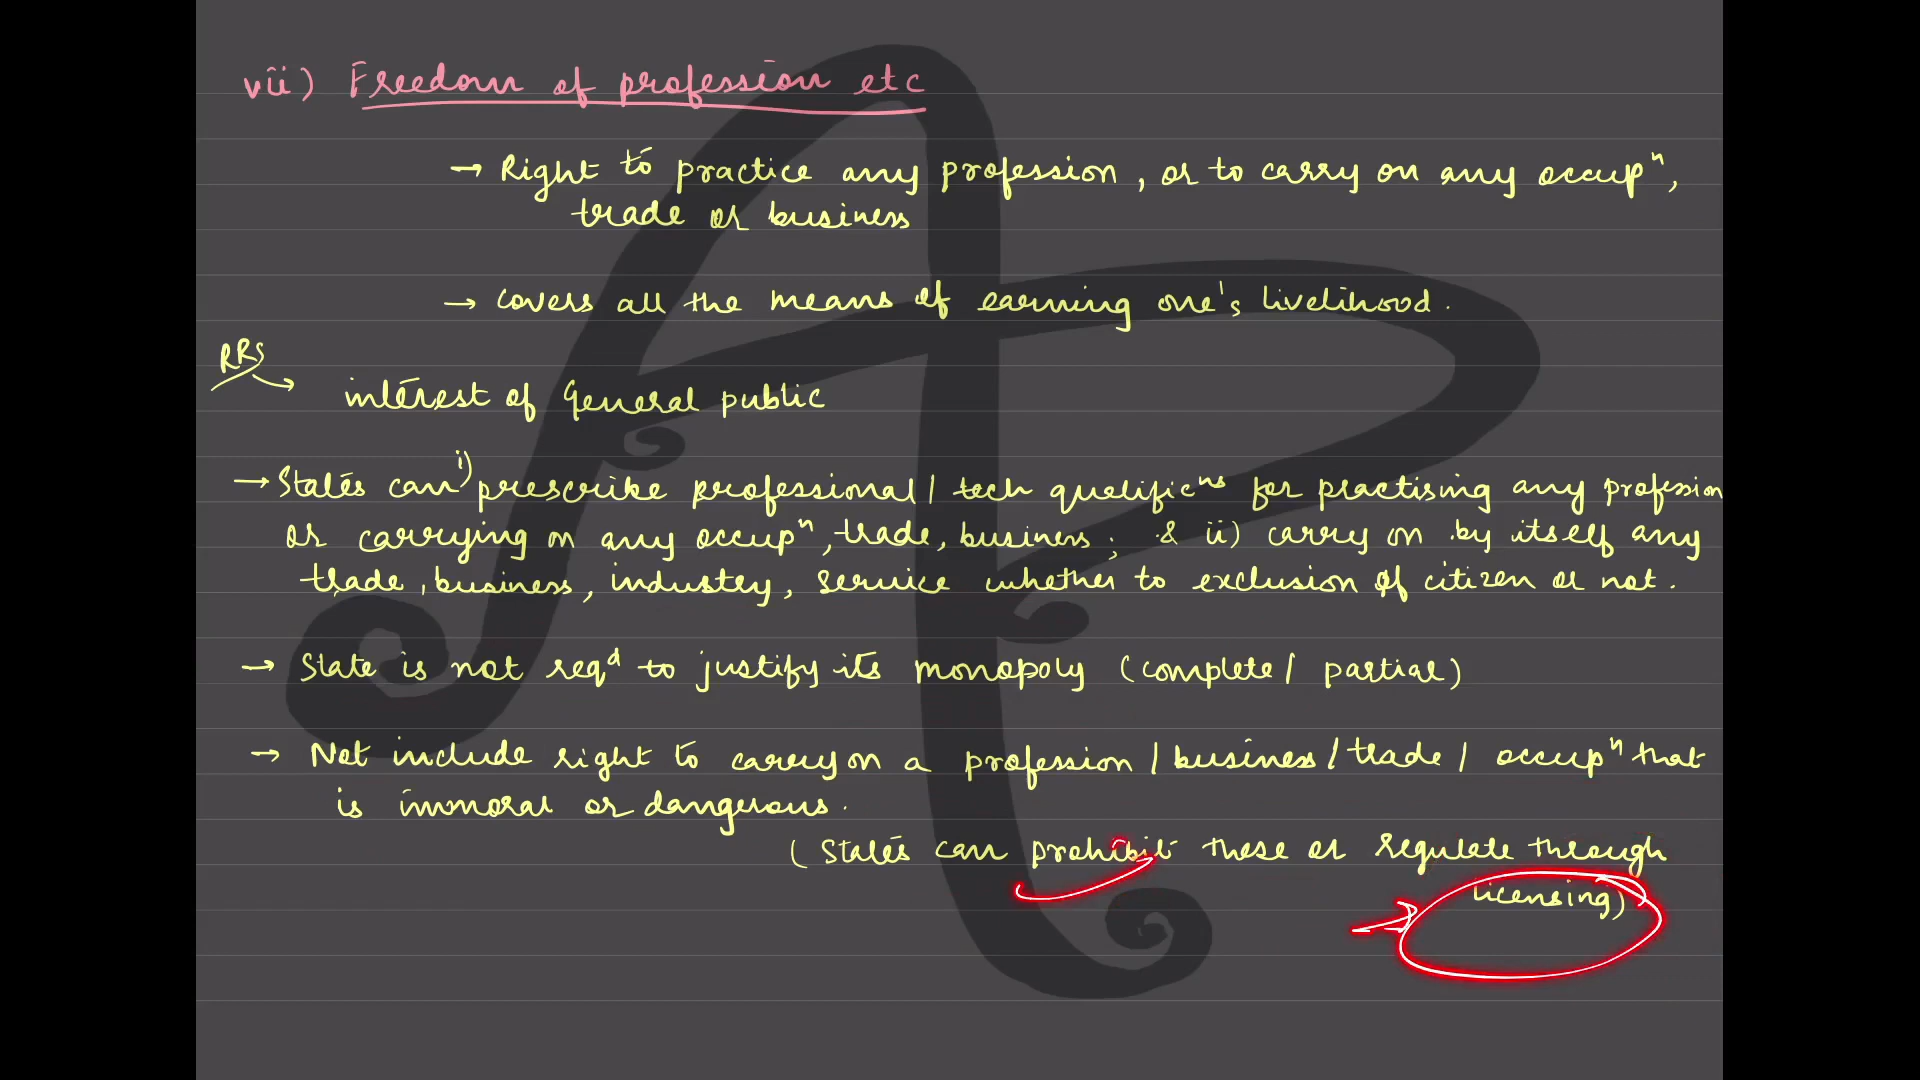 vii) Freedom of profession etc
→ Right to practice any profession, or to carry on any occupⁿ,
trade or business
→ covers all the means of earning one's livelihood.
RRs
→ interest of General public
→ States can i) prescribe professional / tech qualificⁿˢ for practising any profession
or carrying on any occupⁿ, trade, business; & ii) carry on by itself any
trade, business, industry, service whether to exclusion of citizen or not.
→ State is not reqᵈ to justify its monopoly (complete / partial)
→ Not include right to carry on a profession / business / trade / occupⁿ that
is immoral or dangerous.
(States can prohibit these or regulate through
licensing)